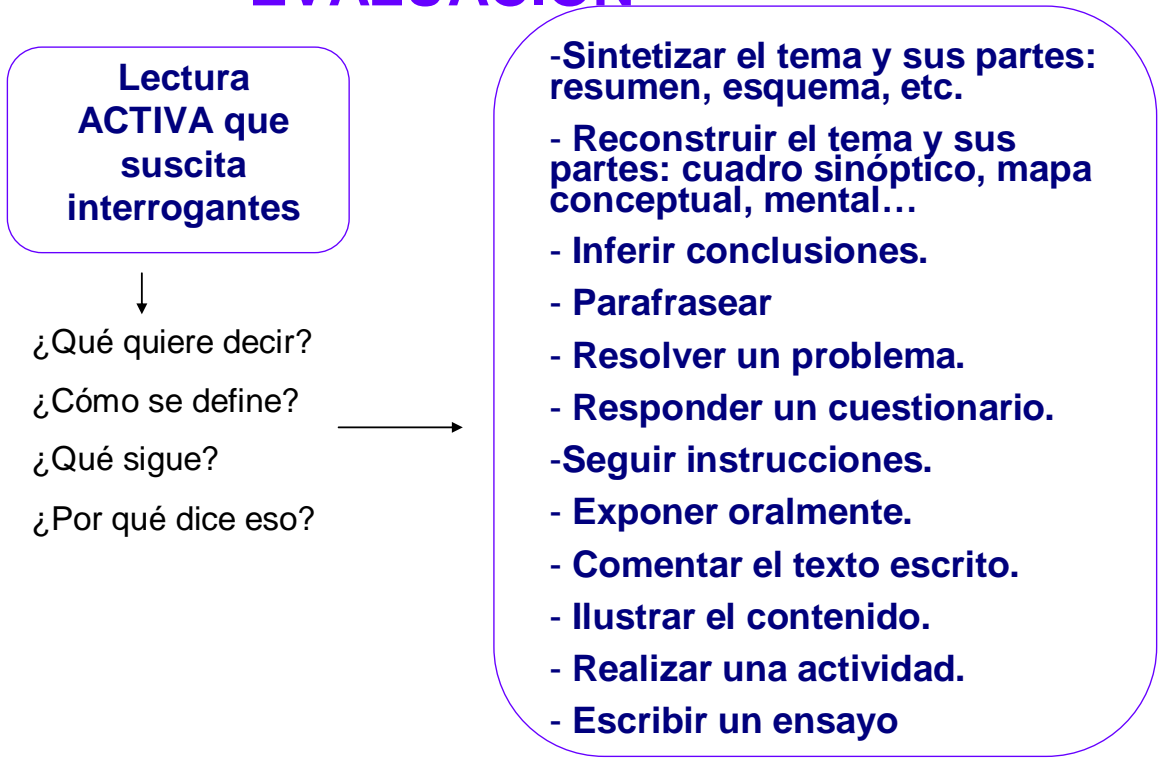 EVALUACIÓN
Lectura
ACTIVA que
suscita
interrogantes
¿Qué quiere decir?
¿Cómo se define?
¿Qué sigue?
¿Por qué dice eso?
-Sintetizar el tema y sus partes:
resumen, esquema, etc.
- Reconstruir el tema y sus
partes: cuadro sinóptico, mapa
conceptual, mental…
- Inferir conclusiones.
- Parafrasear
- Resolver un problema.
- Responder un cuestionario.
-Seguir instrucciones.
- Exponer oralmente.
- Comentar el texto escrito.
- Ilustrar el contenido.
- Realizar una actividad.
- Escribir un ensayo